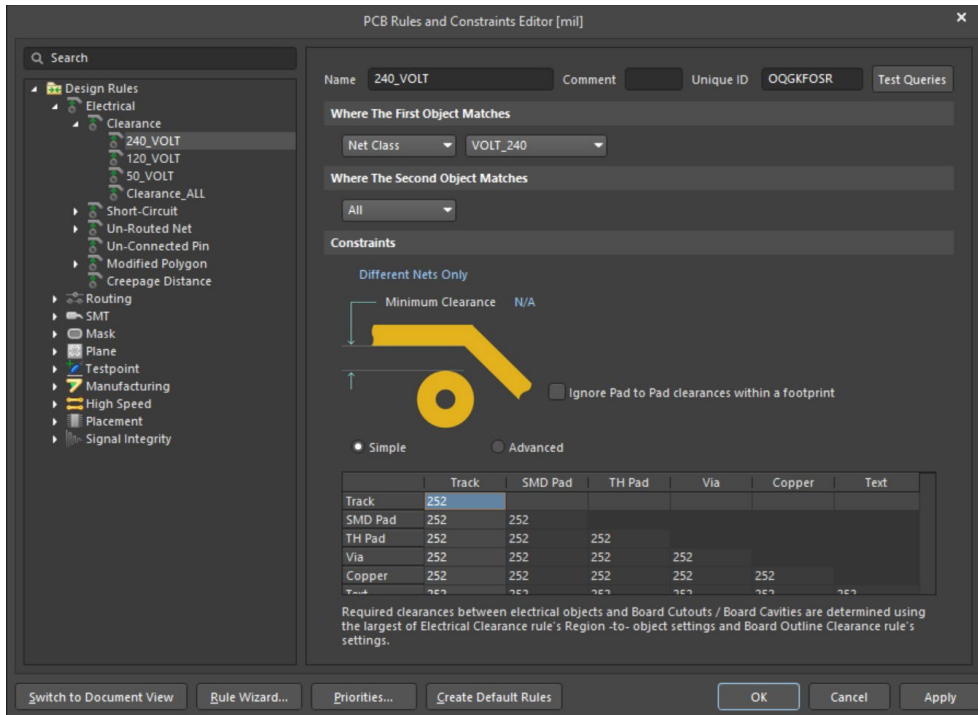 PCB Rules and Constraints Editor [mil]
Search
Design Rules
Electrical
Clearance
240_VOLT
120_VOLT
50_VOLT
Clearance_ALL
Short-Circuit
Un-Routed Net
Un-Connected Pin
Modified Polygon
Creepage Distance
Routing
SMT
Mask
Plane
Testpoint
Manufacturing
High Speed
Placement
Signal Integrity
Name 240_VOLT Comment Unique ID OQGKFOSR Test Queries
Where The First Object Matches
Net Class VOLT_240
Where The Second Object Matches
All
Constraints
Different Nets Only
Minimum Clearance N/A
Ignore Pad to Pad clearances within a footprint
Simple Advanced
Track SMD Pad TH Pad Via Copper Text
Track 252
SMD Pad 252 252
TH Pad 252 252 252
Via 252 252 252 252
Copper 252 252 252 252 252
Text 252 252 252 252 252 252
Required clearances between electrical objects and Board Cutouts / Board Cavities are determined using
the largest of Electrical Clearance rule's Region -to- object settings and Board Outline Clearance rule's
settings.
Switch to Document View Rule Wizard... Priorities... Create Default Rules OK Cancel Apply